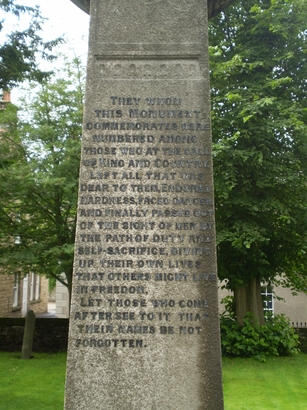 THEY WHOM
THIS MONUMENT
COMMEMORATES WERE
NUMBERED AMONG
THOSE WHO AT THE CALL
OF KING AND COUNTRY
LEFT ALL THAT WAS
DEAR TO THEM, ENDURED
HARDNESS, FACED DANGER
AND FINALLY PASSED OUT
OF THE SIGHT OF MEN BY
THE PATH OF DUTY AND
SELF-SACRIFICE, GIVING
UP THEIR OWN LIVES
THAT OTHERS MIGHT LIVE
IN FREEDOM.
LET THOSE WHO COME
AFTER SEE TO IT THAT
THEIR NAMES BE NOT
FORGOTTEN.